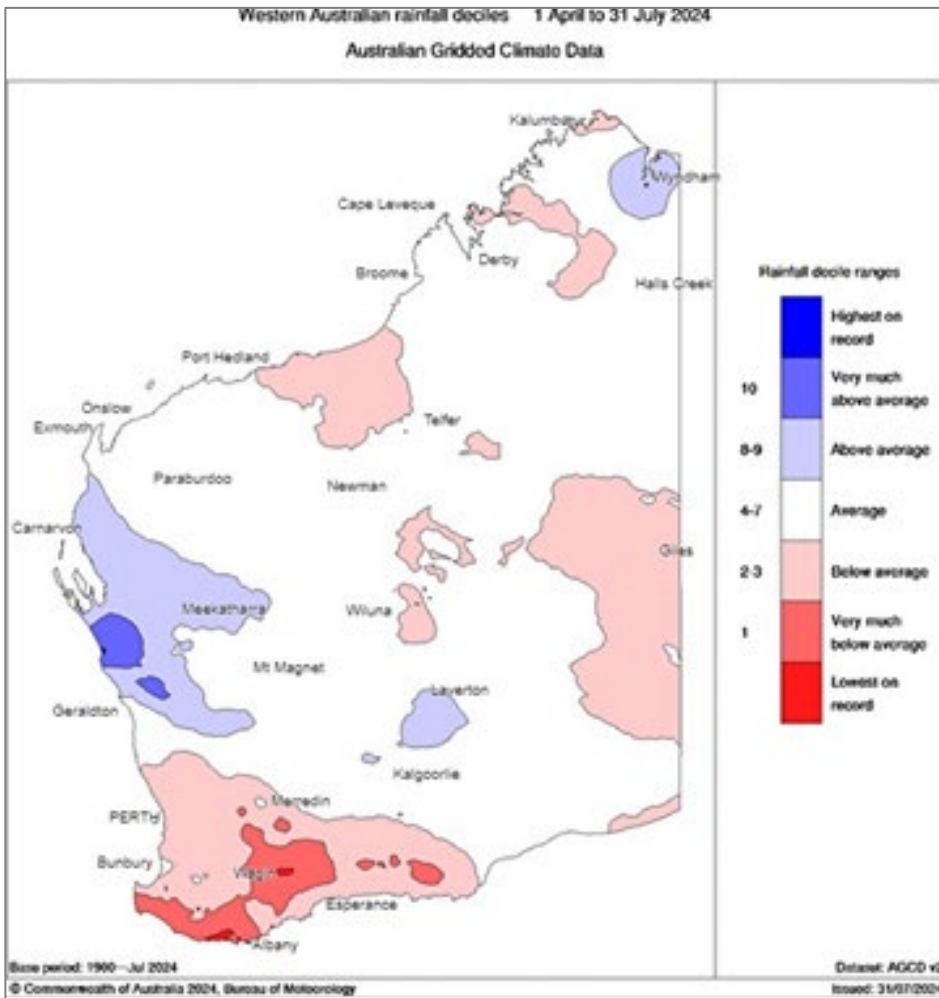 Western Australian rainfall deciles 1 April to 31 July 2024
Australian Gridded Climate Data
Kalumburu
Wyndham
Cape Leveque
Derby
Broome
Halls Creek
Port Hedland
Onslow
Exmouth
Telfer
Paraburdoo
Newman
Carnarvon
Giles
Meekatharra
Wiluna
Mt Magnet
Laverton
Geraldton
Kalgoorlie
Merredin
PERTH
Bunbury
Wagin
Esperance
Albany
Rainfall decile ranges
Highest on
record
10
Very much
above average
8-9
Above average
4-7
Average
2-3
Below average
1
Very much
below average
Lowest on
record
Base period: 1900-Jul 2024
Dataset: AGCD v2
© Commonwealth of Australia 2024, Bureau of Meteorology
Issued: 31/07/2024